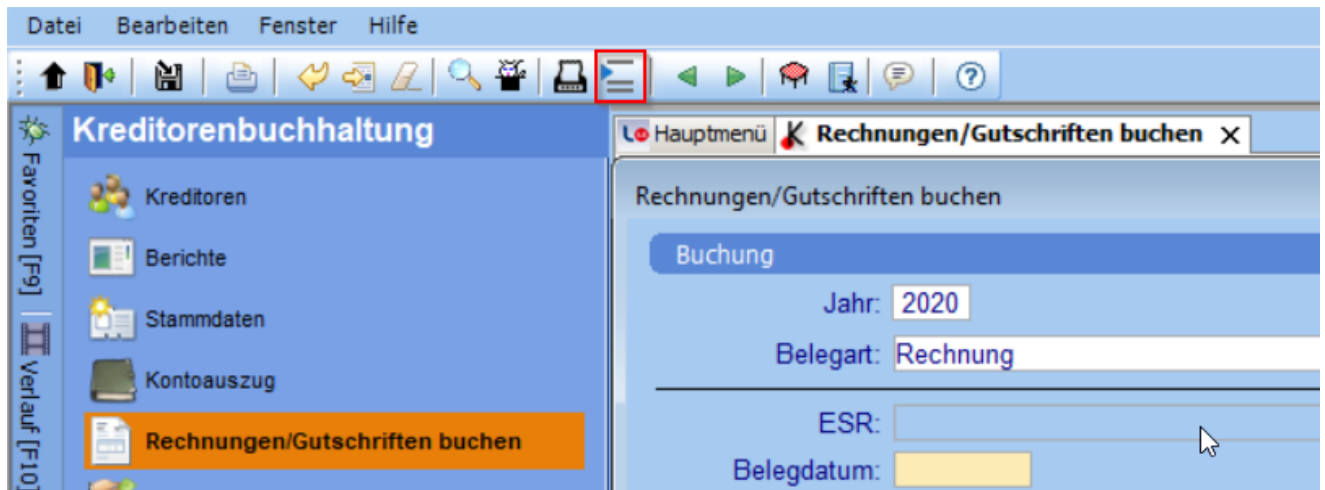 Datei Bearbeiten Fenster Hilfe
Kreditorenbuchhaltung
Hauptmenü
Rechnungen/Gutschriften buchen X
Favoriten [F9]
Verlauf [F10]
Kreditoren
Berichte
Stammdaten
Kontoauszug
Rechnungen/Gutschriften buchen
Rechnungen/Gutschriften buchen
Buchung
Jahr: 2020
Belegart: Rechnung
ESR:
Belegdatum: